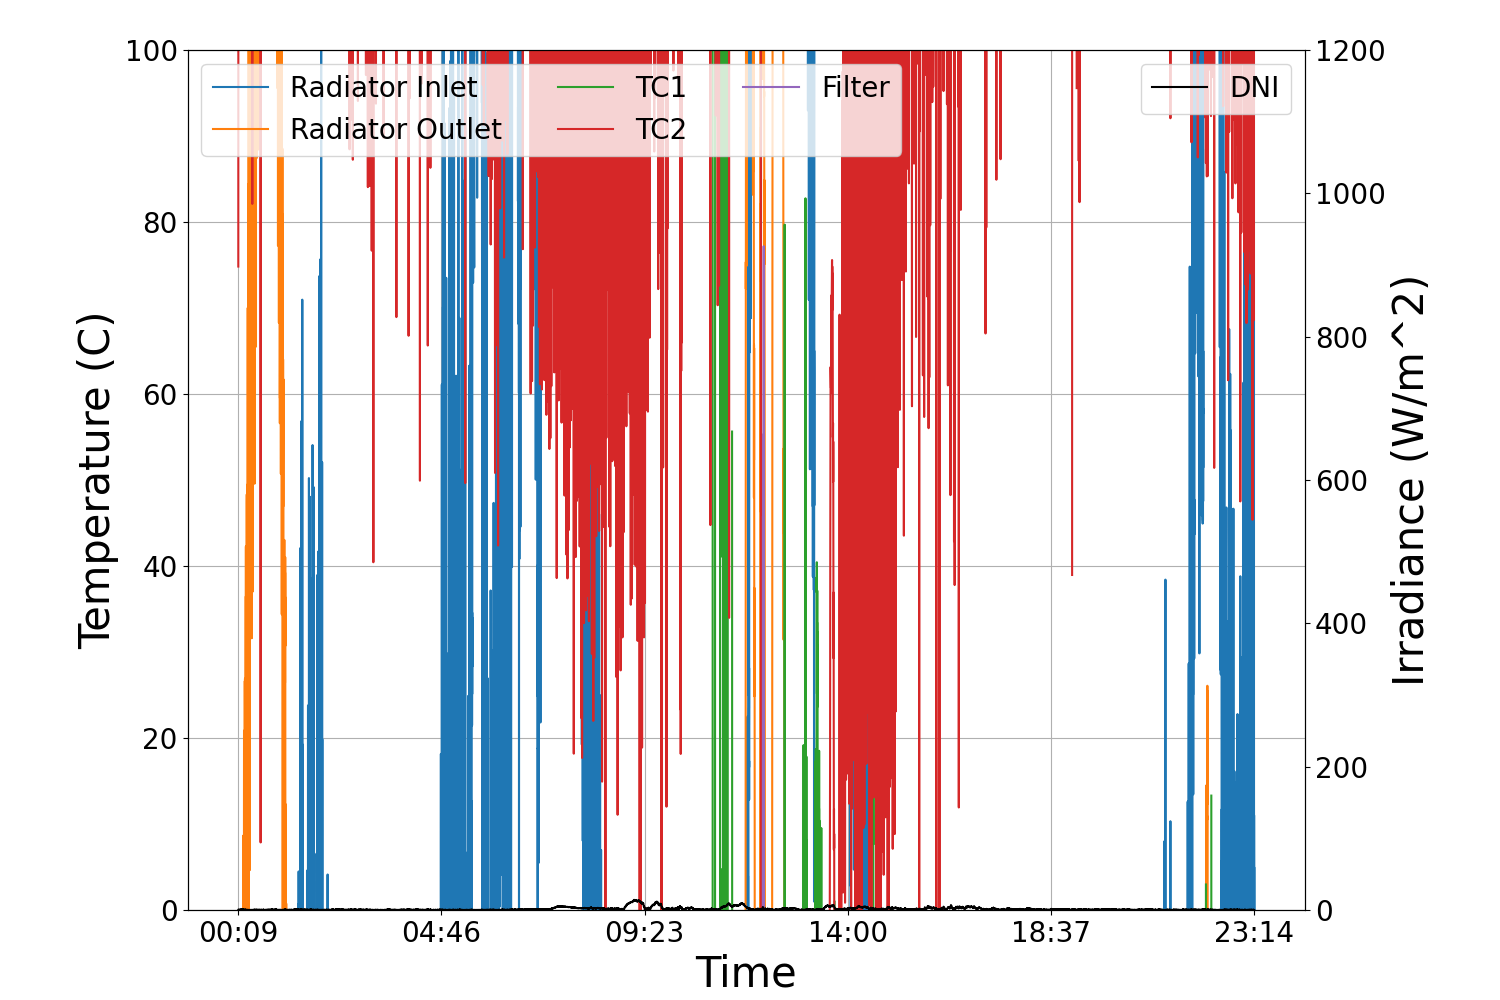 100
80
60
40
20
0
Temperature (C)
Radiator Inlet
Radiator Outlet
TC1
TC2
Filter
DNI
1200
1000
800
600
400
200
0
Irradiance (W/m^2)
00:09
04:46
09:23
14:00
18:37
23:14
Time